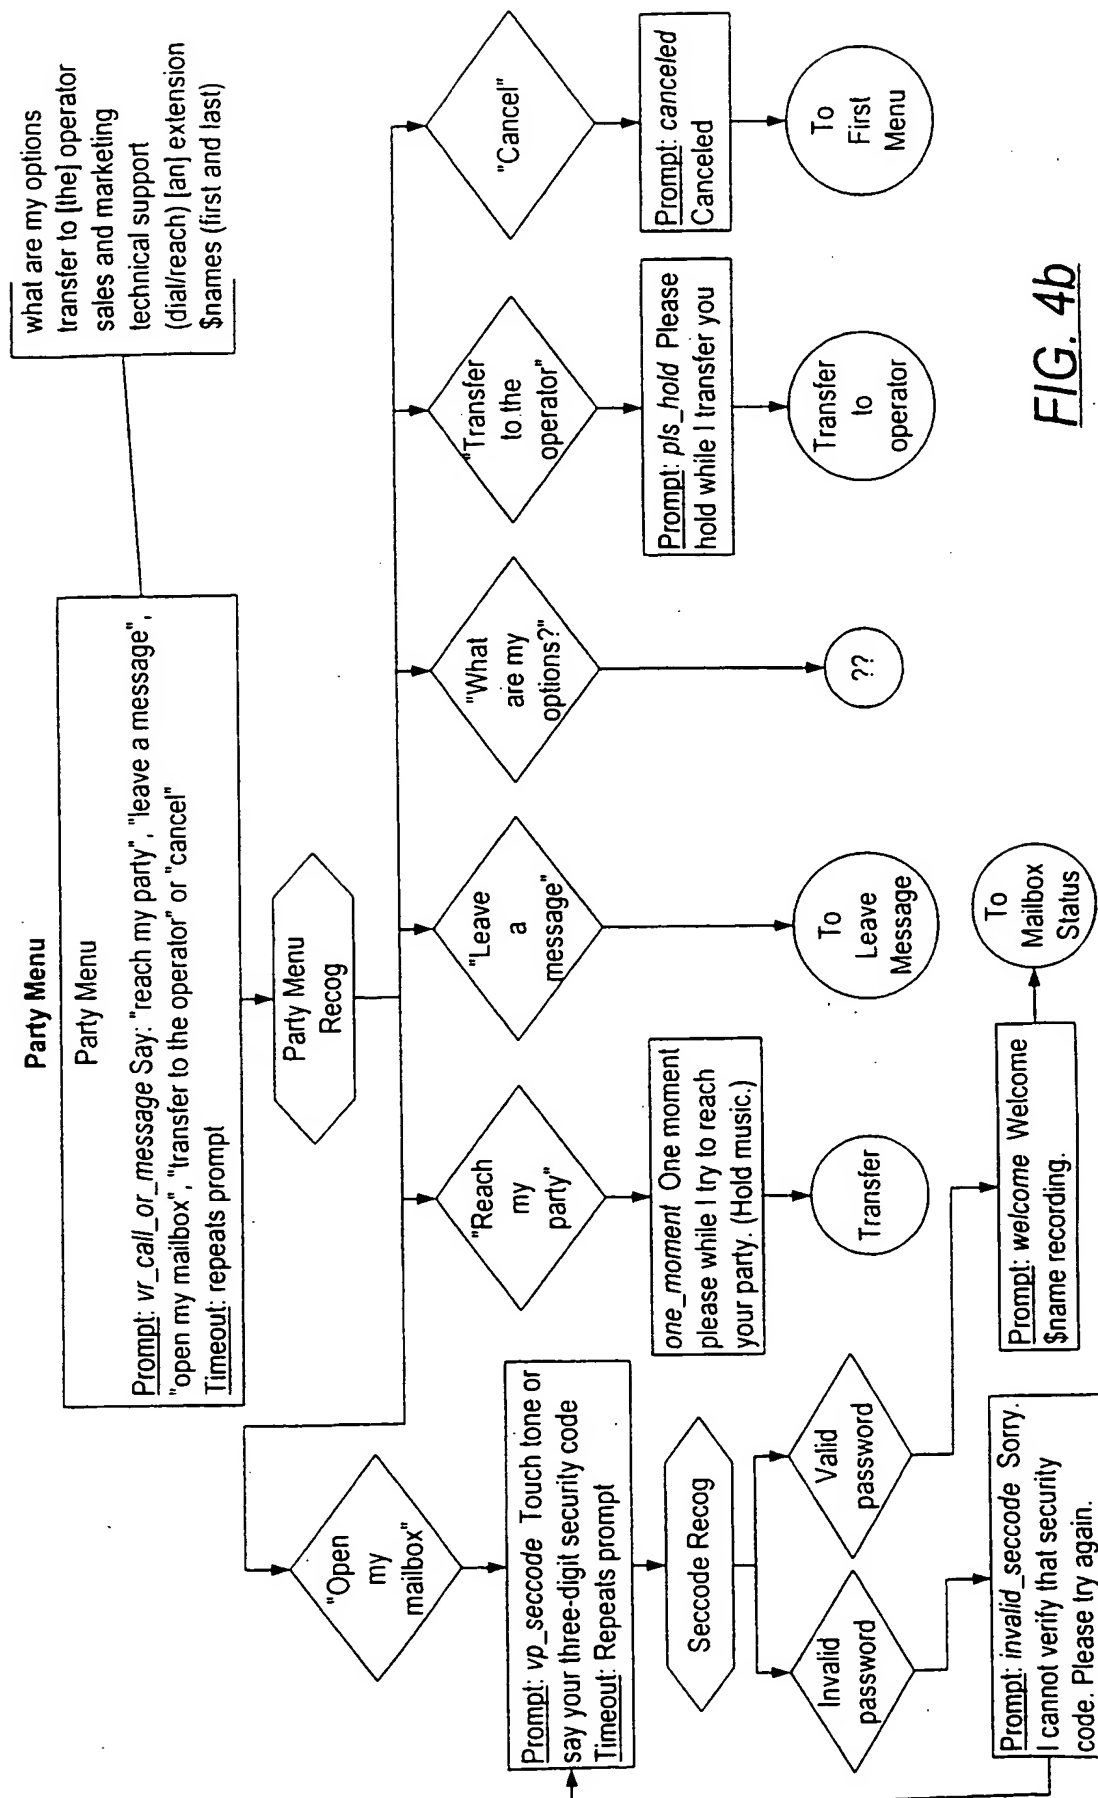 Party Menu
Party Menu
Prompt: vr_call_or_message Say: "reach my party", "leave a message",
"open my mailbox", "transfer to the operator" or "cancel"
Timeout: repeats prompt
what are my options
transfer to [the] operator
sales and marketing
technical support
(dial/reach) [an] extension
$names (first and last)
Party Menu
Recog
"Open
my
mailbox"
"Reach
my
party"
"Leave
a
message"
"What
are my
options?"
"Transfer
to the
operator"
"Cancel"
Prompt: vp_seccode Touch tone or
say your three-digit security code
Timeout: Repeats prompt
one_moment One moment
please while I try to reach
your party. (Hold music.)
Prompt: pls_hold Please
hold while I transfer you
Prompt: canceled
Canceled
Seccode Recog
Transfer
To
Leave
Message
??
Transfer
to
operator
To
First
Menu
Invalid
password
Valid
password
Prompt: invalid_seccode Sorry.
I cannot verify that security
code. Please try again.
Prompt: welcome Welcome
$name recording.
To
Mailbox
Status
FIG. 4b